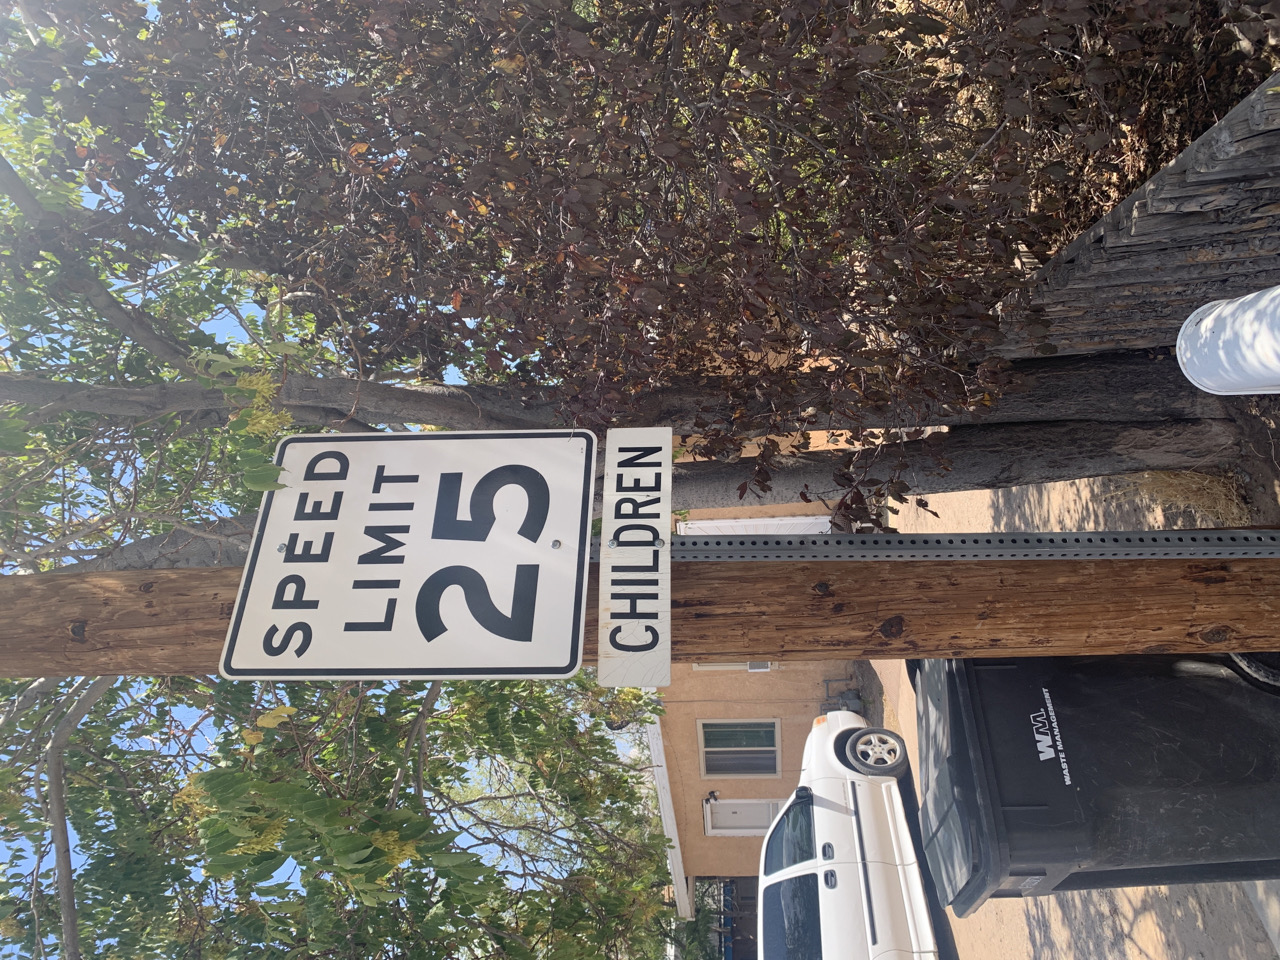 SPEED
LIMIT
25
CHILDREN
WM.
WASTE MANAGEMENT